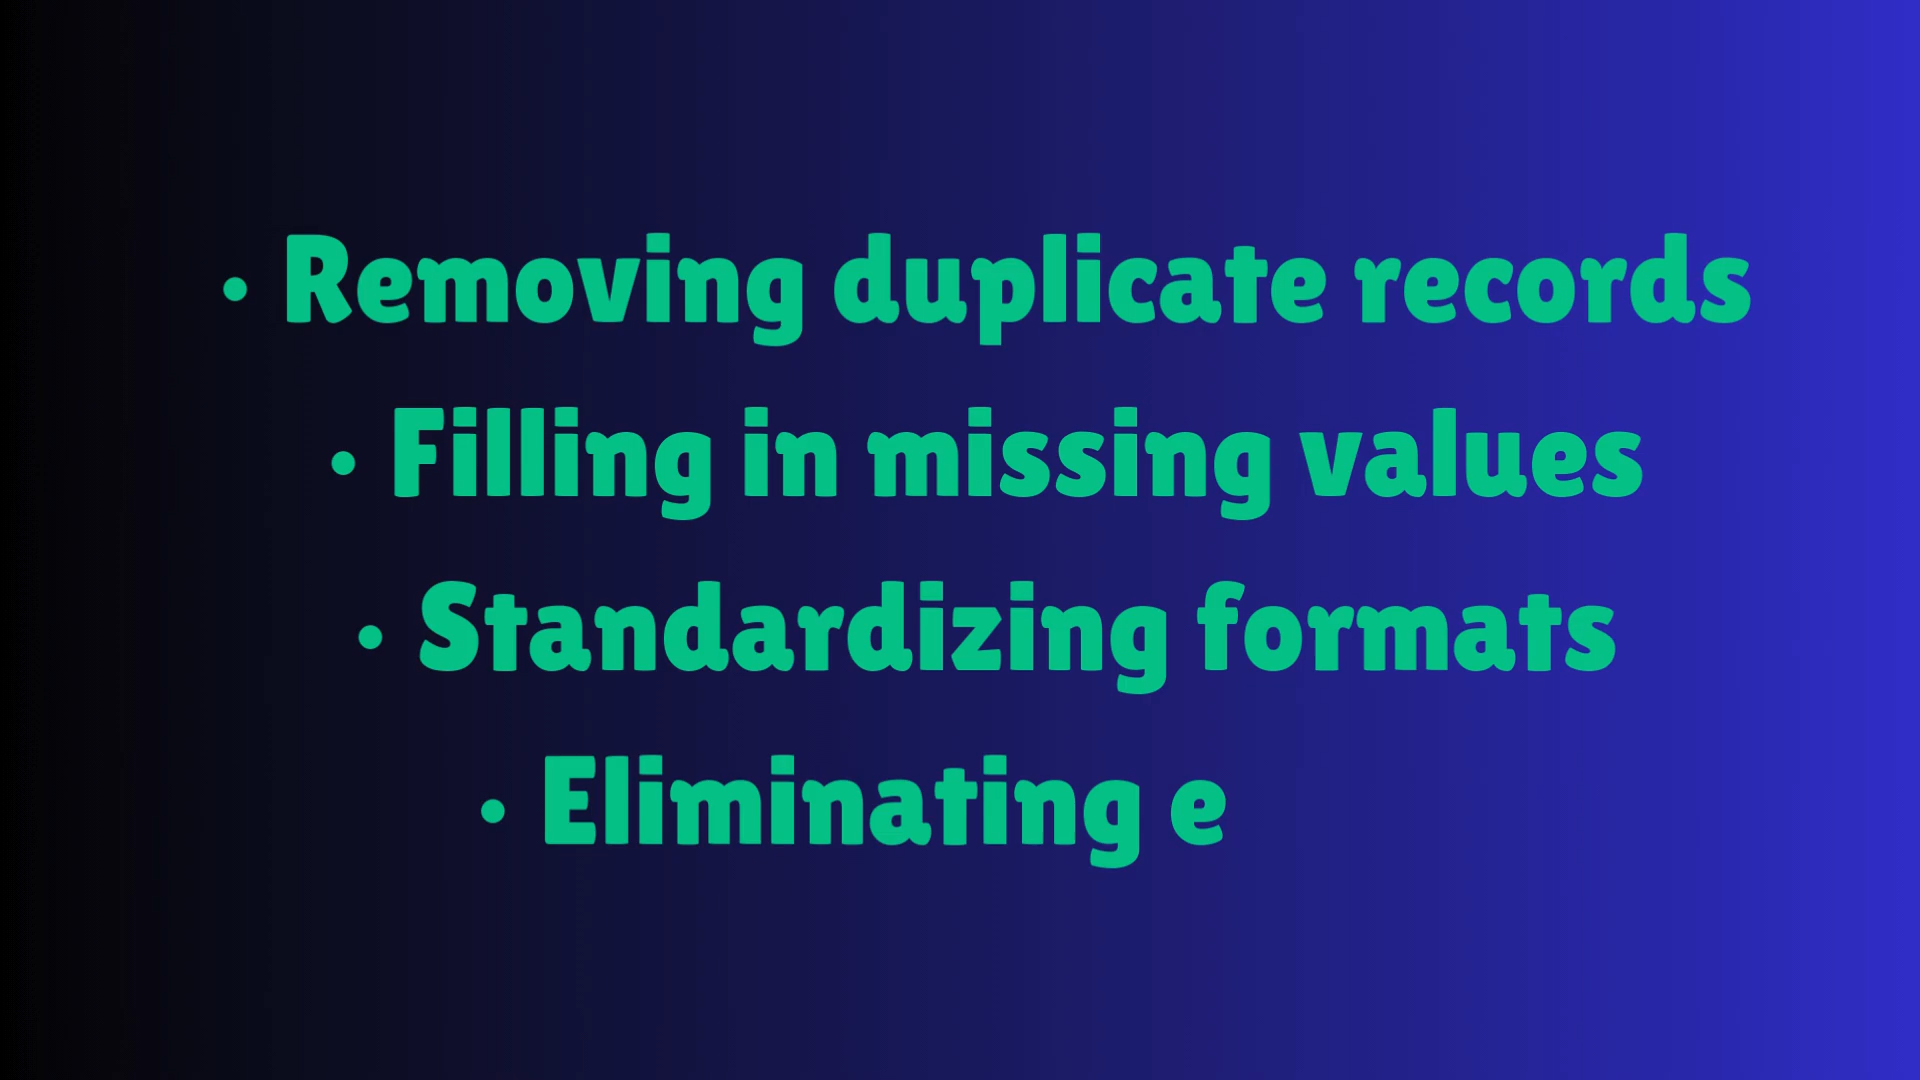 • Removing duplicate records
• Filling in missing values
• Standardizing formats
• Eliminating e